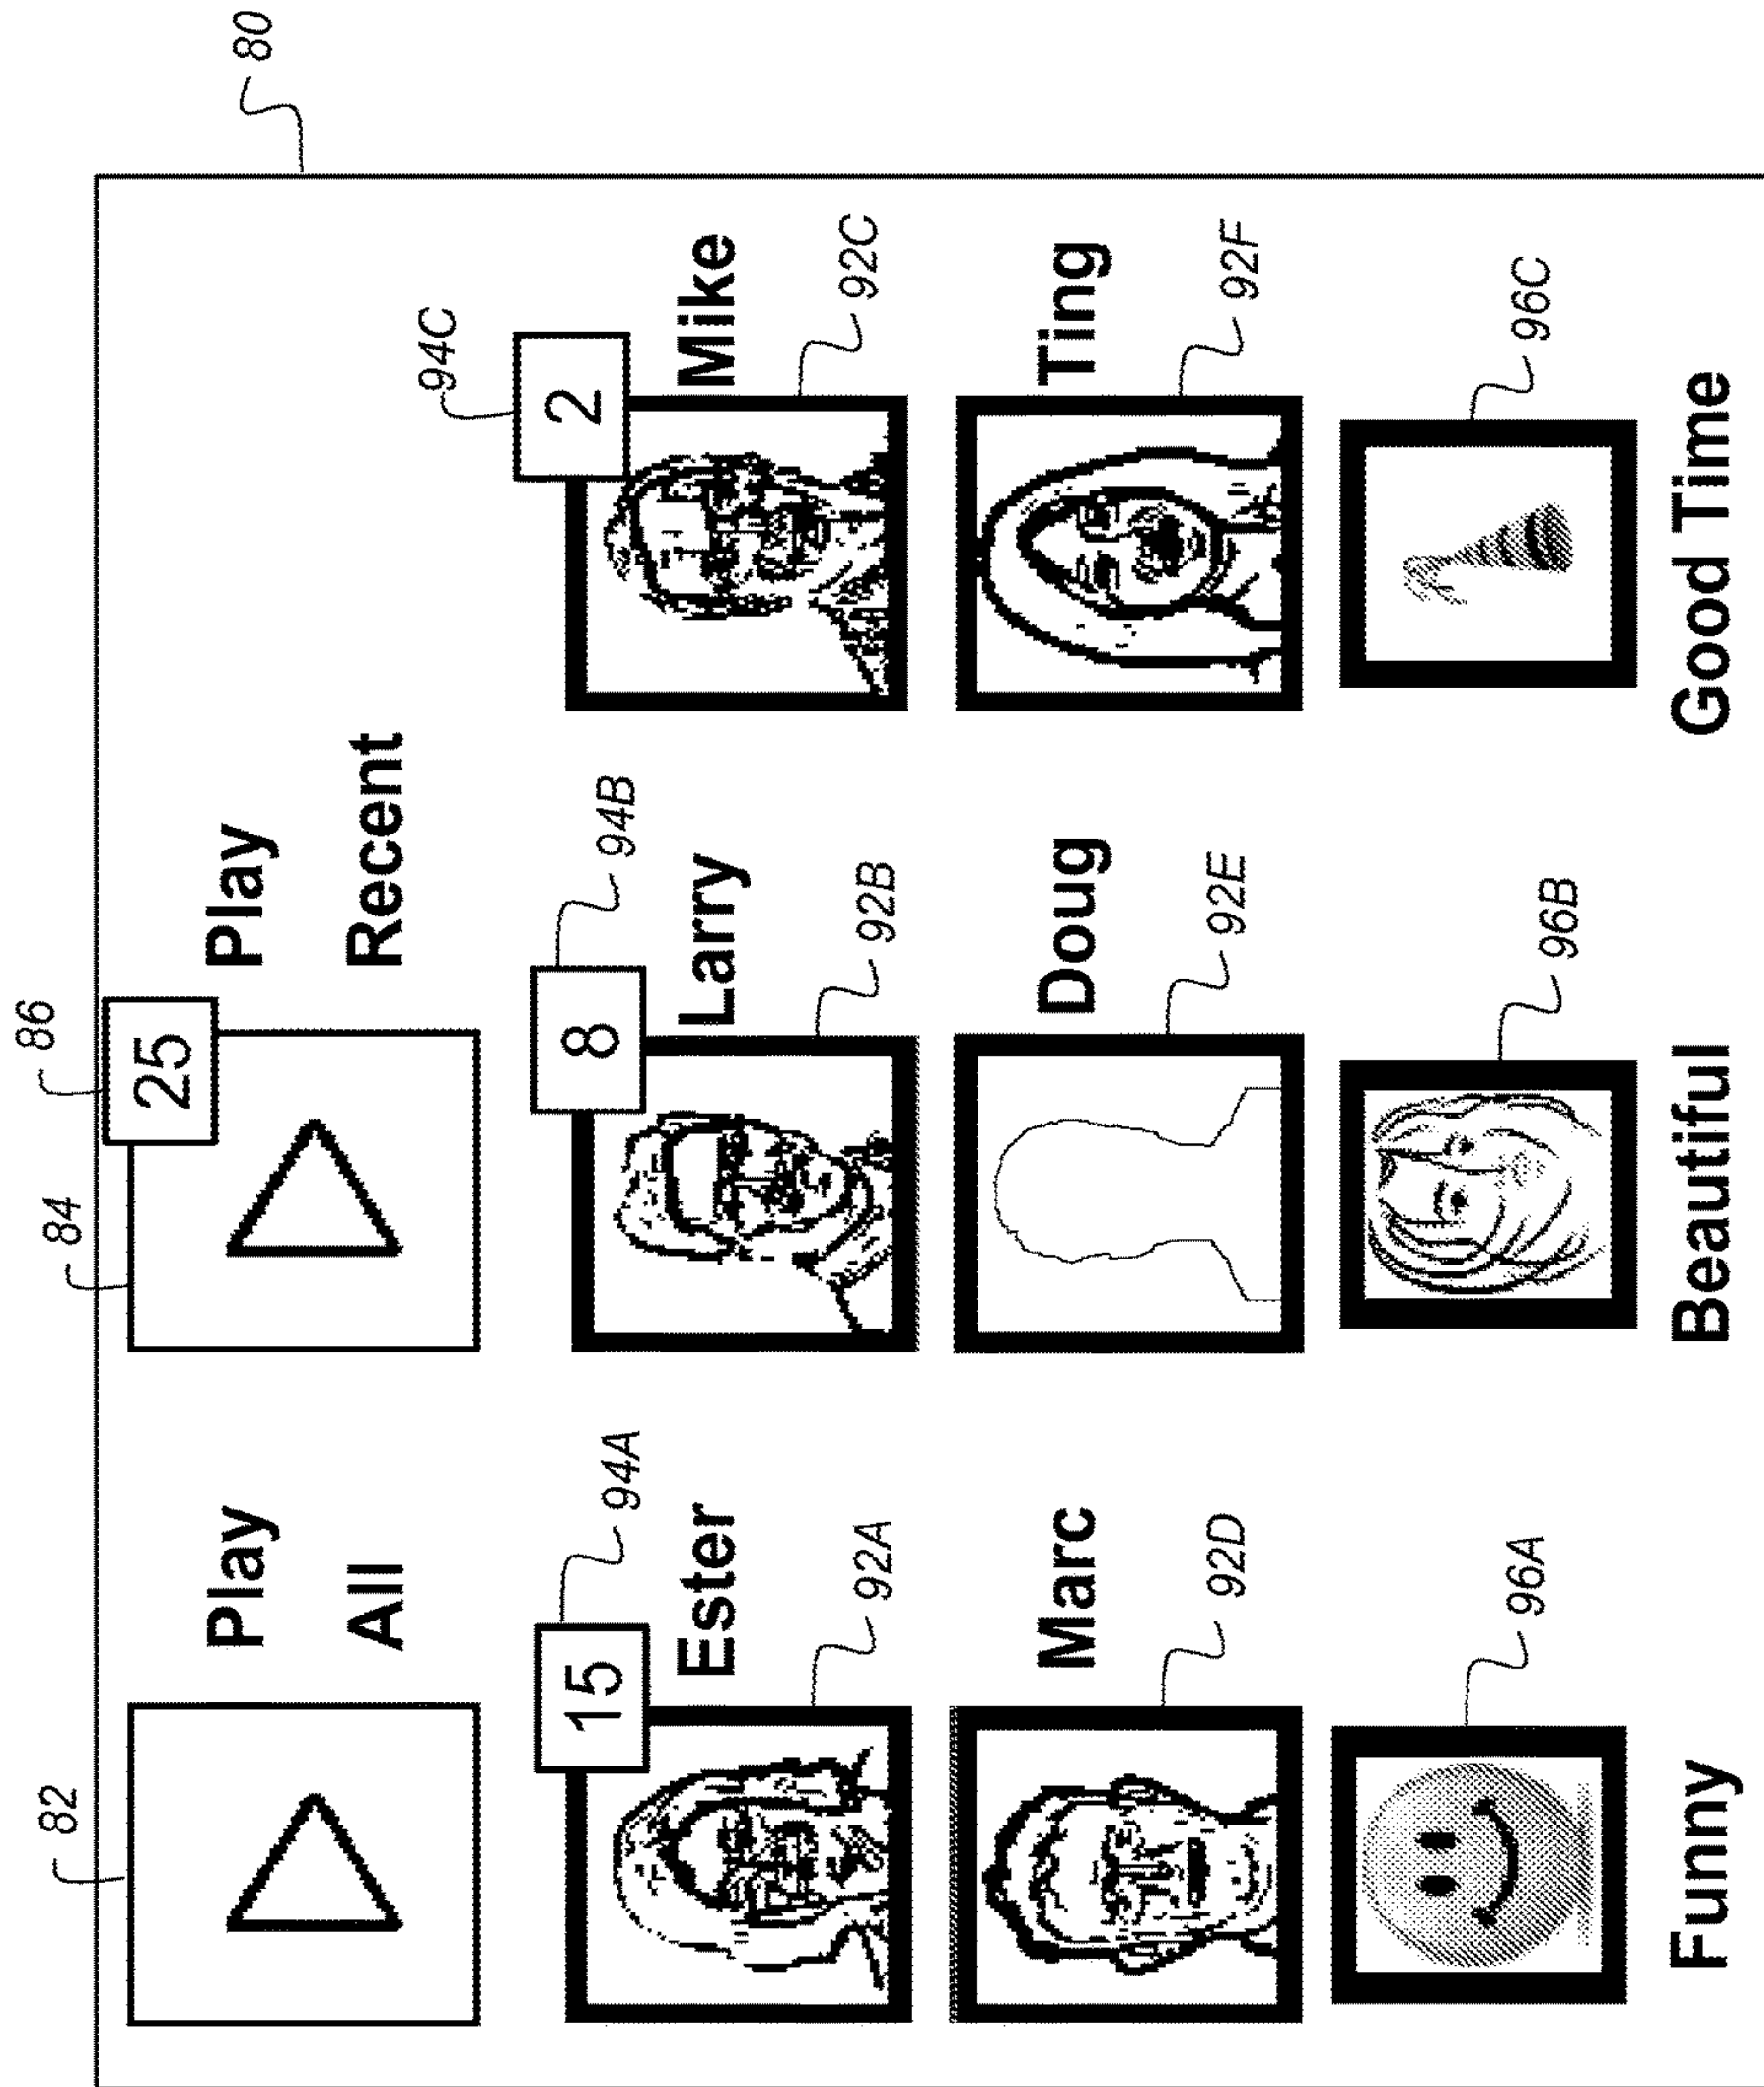 80
82
84
86
25
Play
All
Play
Recent
94A
94B
94C
15
8
2
Ester
Larry
Mike
92A
92B
92C
Marc
Doug
Ting
92D
92E
92F
96A
96B
96C
Funny
Beautiful
Good Time